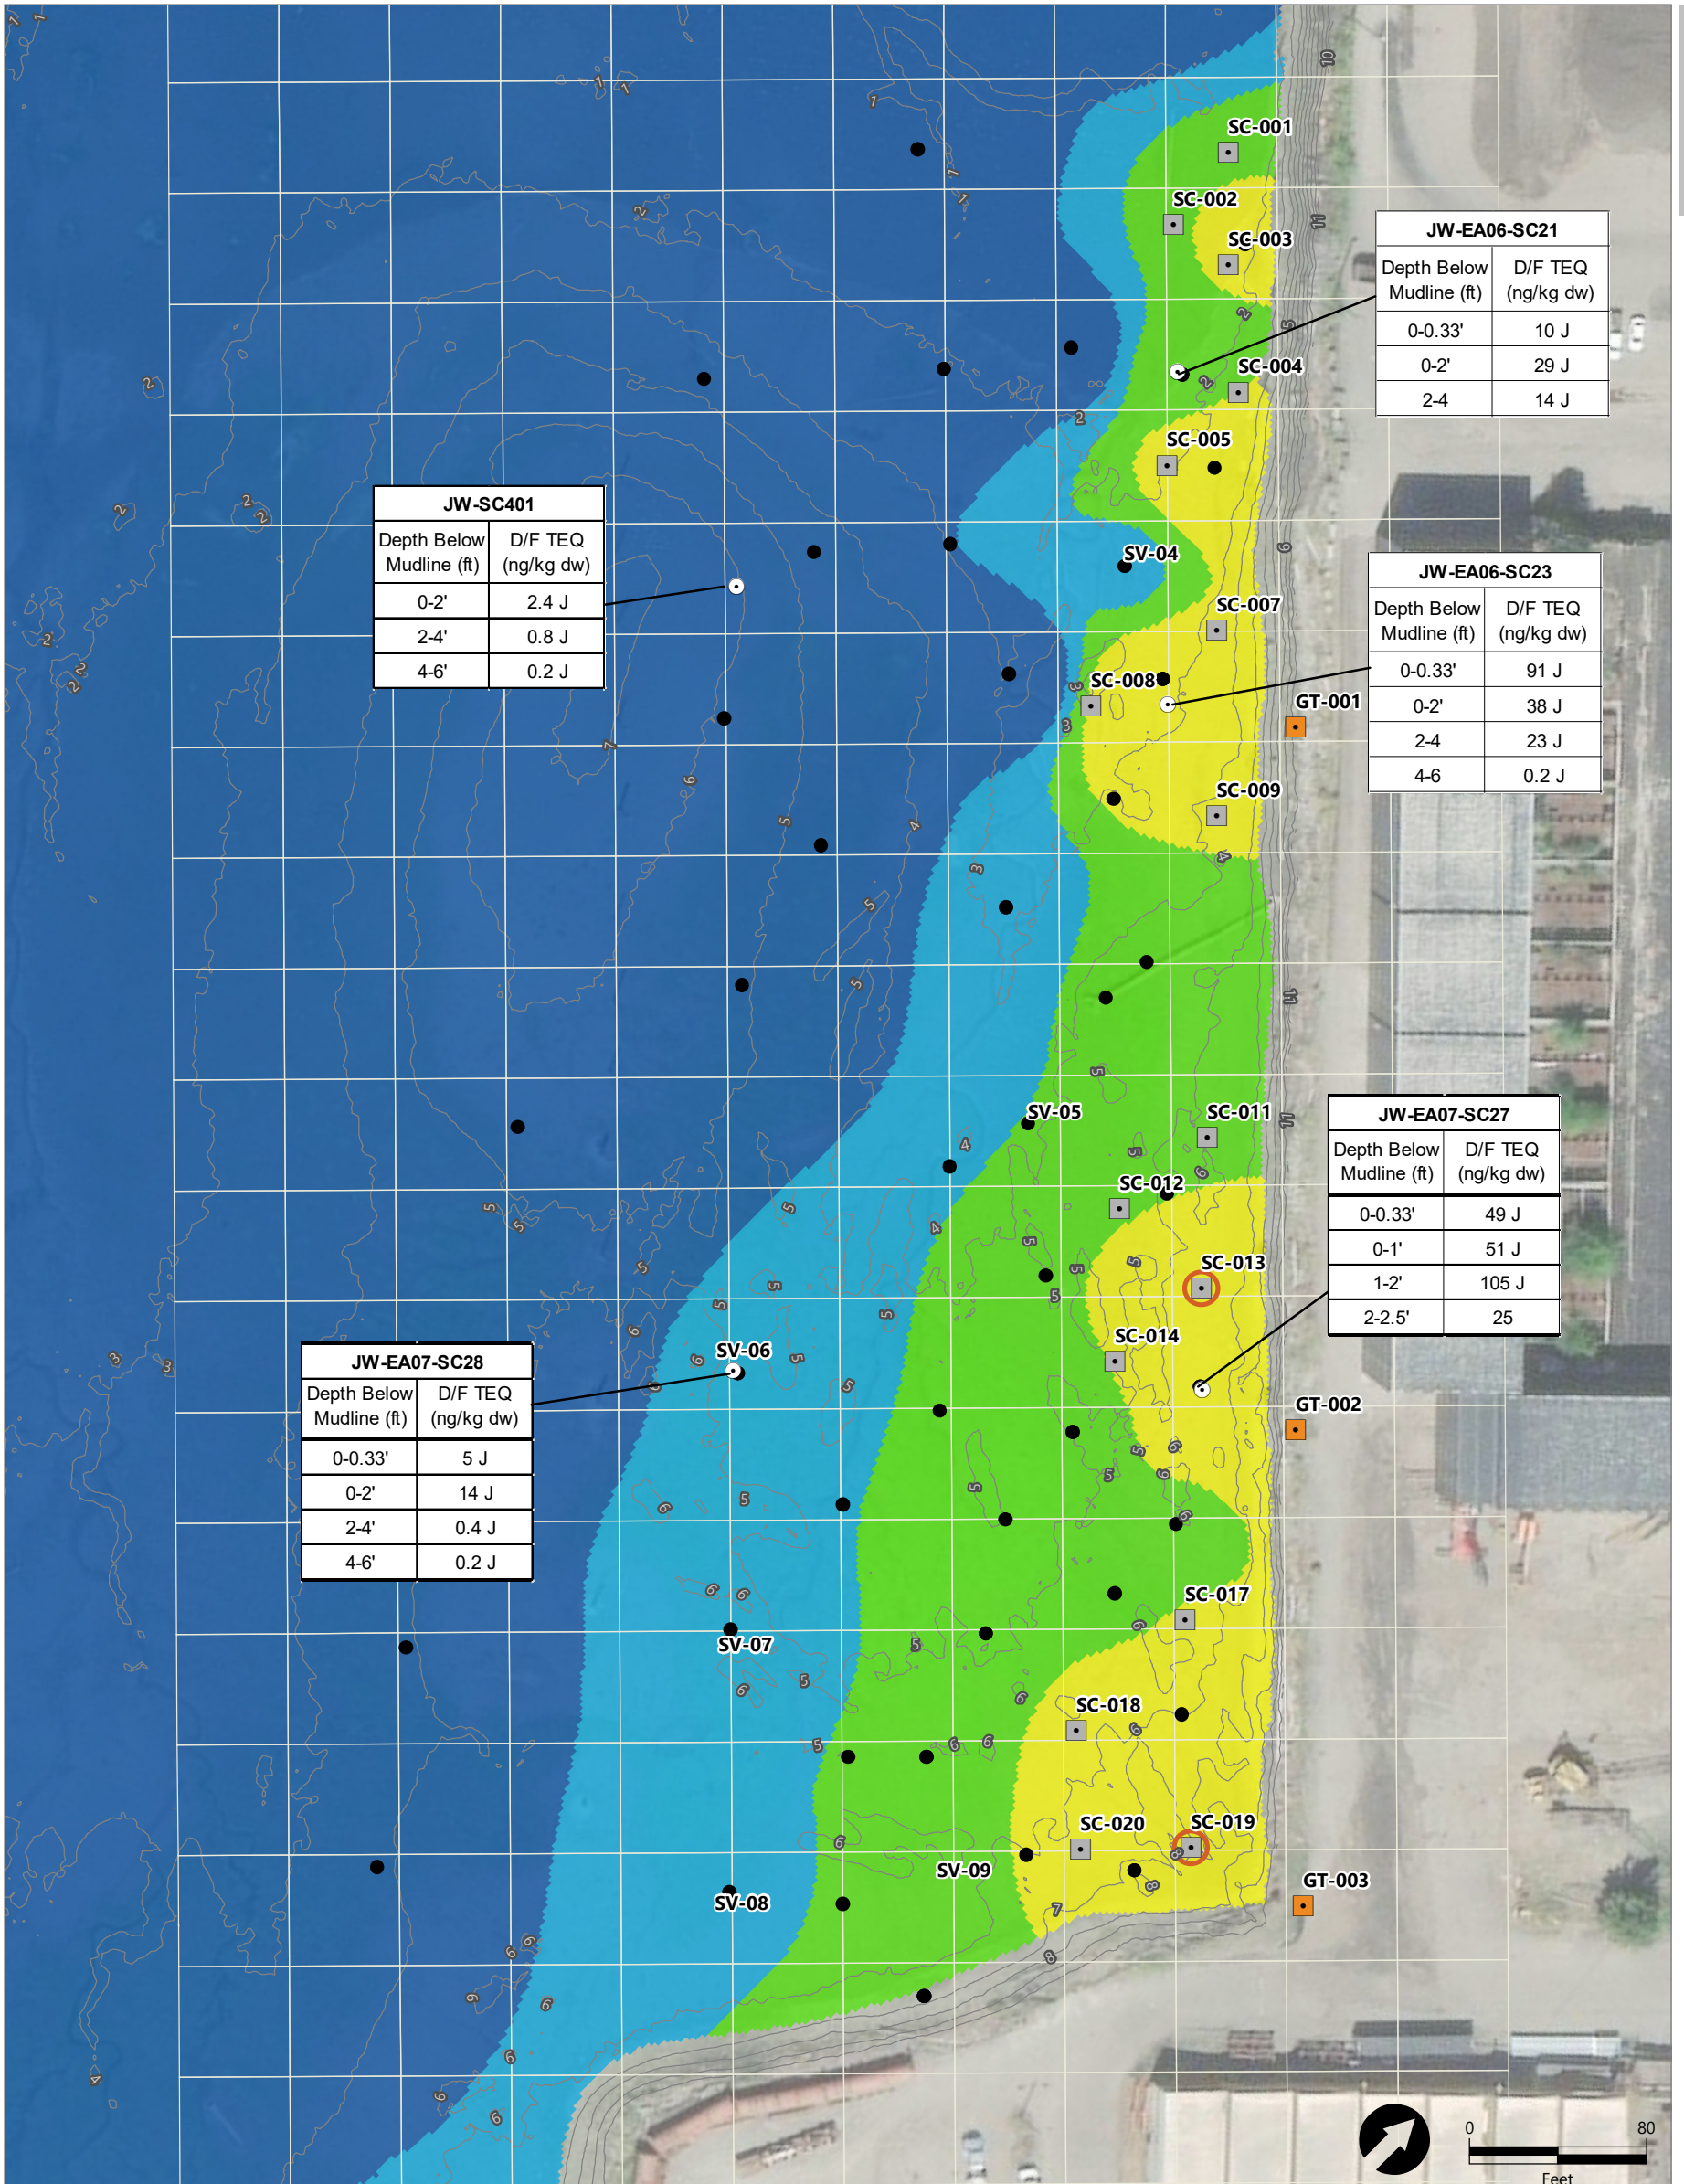 SC-001
SC-002
SC-003
JW-EA06-SC21
Depth Below Mudline (ft) D/F TEQ (ng/kg dw)
0-0.33' 10 J
0-2' 29 J
2-4 14 J
SC-004
SC-005
JW-SC401
Depth Below Mudline (ft) D/F TEQ (ng/kg dw)
0-2' 2.4 J
2-4' 0.8 J
4-6' 0.2 J
SV-04
JW-EA06-SC23
Depth Below Mudline (ft) D/F TEQ (ng/kg dw)
0-0.33' 91 J
0-2' 38 J
2-4 23 J
4-6 0.2 J
SC-007
SC-008
GT-001
SC-009
SV-05
SC-011
JW-EA07-SC27
Depth Below Mudline (ft) D/F TEQ (ng/kg dw)
0-0.33' 49 J
0-1' 51 J
1-2' 105 J
2-2.5' 25
SC-012
SC-013
SC-014
SV-06
JW-EA07-SC28
Depth Below Mudline (ft) D/F TEQ (ng/kg dw)
0-0.33' 5 J
0-2' 14 J
2-4' 0.4 J
4-6' 0.2 J
GT-002
SC-017
SV-07
SC-018
SC-020
SC-019
SV-09
SV-08
GT-003
0 80
Feet